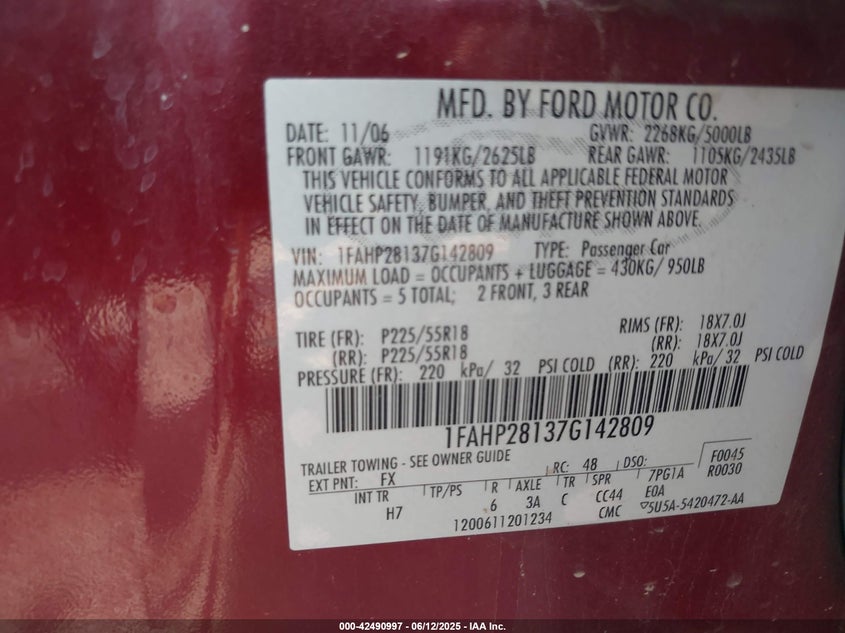 MFD. BY FORD MOTOR CO.
DATE: 11/06 GVWR: 2268KG/5000LB
FRONT GAWR: 1191KG/2625LB REAR GAWR: 1105KG/2435LB
THIS VEHICLE CONFORMS TO ALL APPLICABLE FEDERAL MOTOR
VEHICLE SAFETY, BUMPER, AND THEFT PREVENTION STANDARDS
IN EFFECT ON THE DATE OF MANUFACTURE SHOWN ABOVE.
VIN: 1FAHP28137G142809 TYPE: Passenger Car
MAXIMUM LOAD = OCCUPANTS + LUGGAGE = 430KG/ 950LB
OCCUPANTS = 5 TOTAL; 2 FRONT, 3 REAR
TIRE (FR): P225/55R18 RIMS (FR): 18X7.0J
(RR): P225/55R18 (RR): 18X7.0J
PRESSURE (FR): 220 kPa/ 32 PSI COLD (RR): 220 kPa/ 32 PSI COLD
1FAHP28137G142809
TRAILER TOWING - SEE OWNER GUIDE F0045
EXT PNT: FX RC: 48 DSO: R0030
INT TR TP/PS R AXLE TR SPR 7PG1A
H7 6 3A C CC44 E0A
1200611201234 CMC 5U5A-5420472-AA
000-42490997 - 06/12/2025 - IAA Inc.